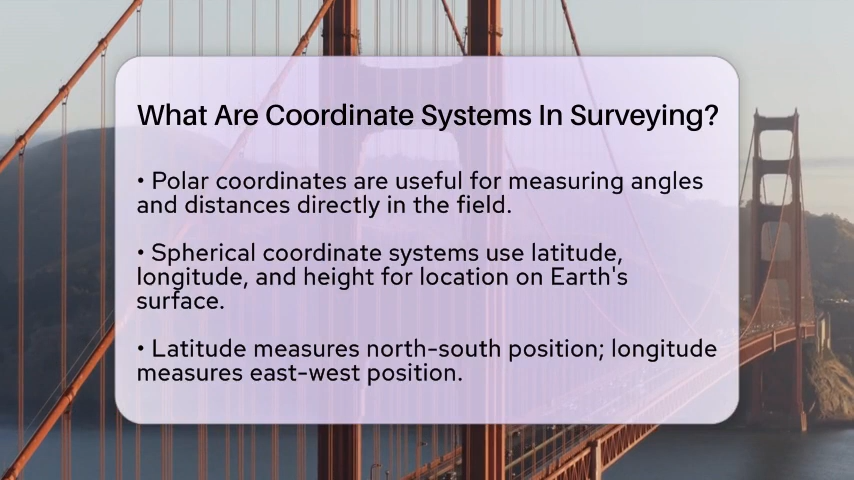 What Are Coordinate Systems In Surveying?
• Polar coordinates are useful for measuring angles
and distances directly in the field.
• Spherical coordinate systems use latitude,
longitude, and height for location on Earth's
surface.
• Latitude measures north-south position; longitude
measures east-west position.